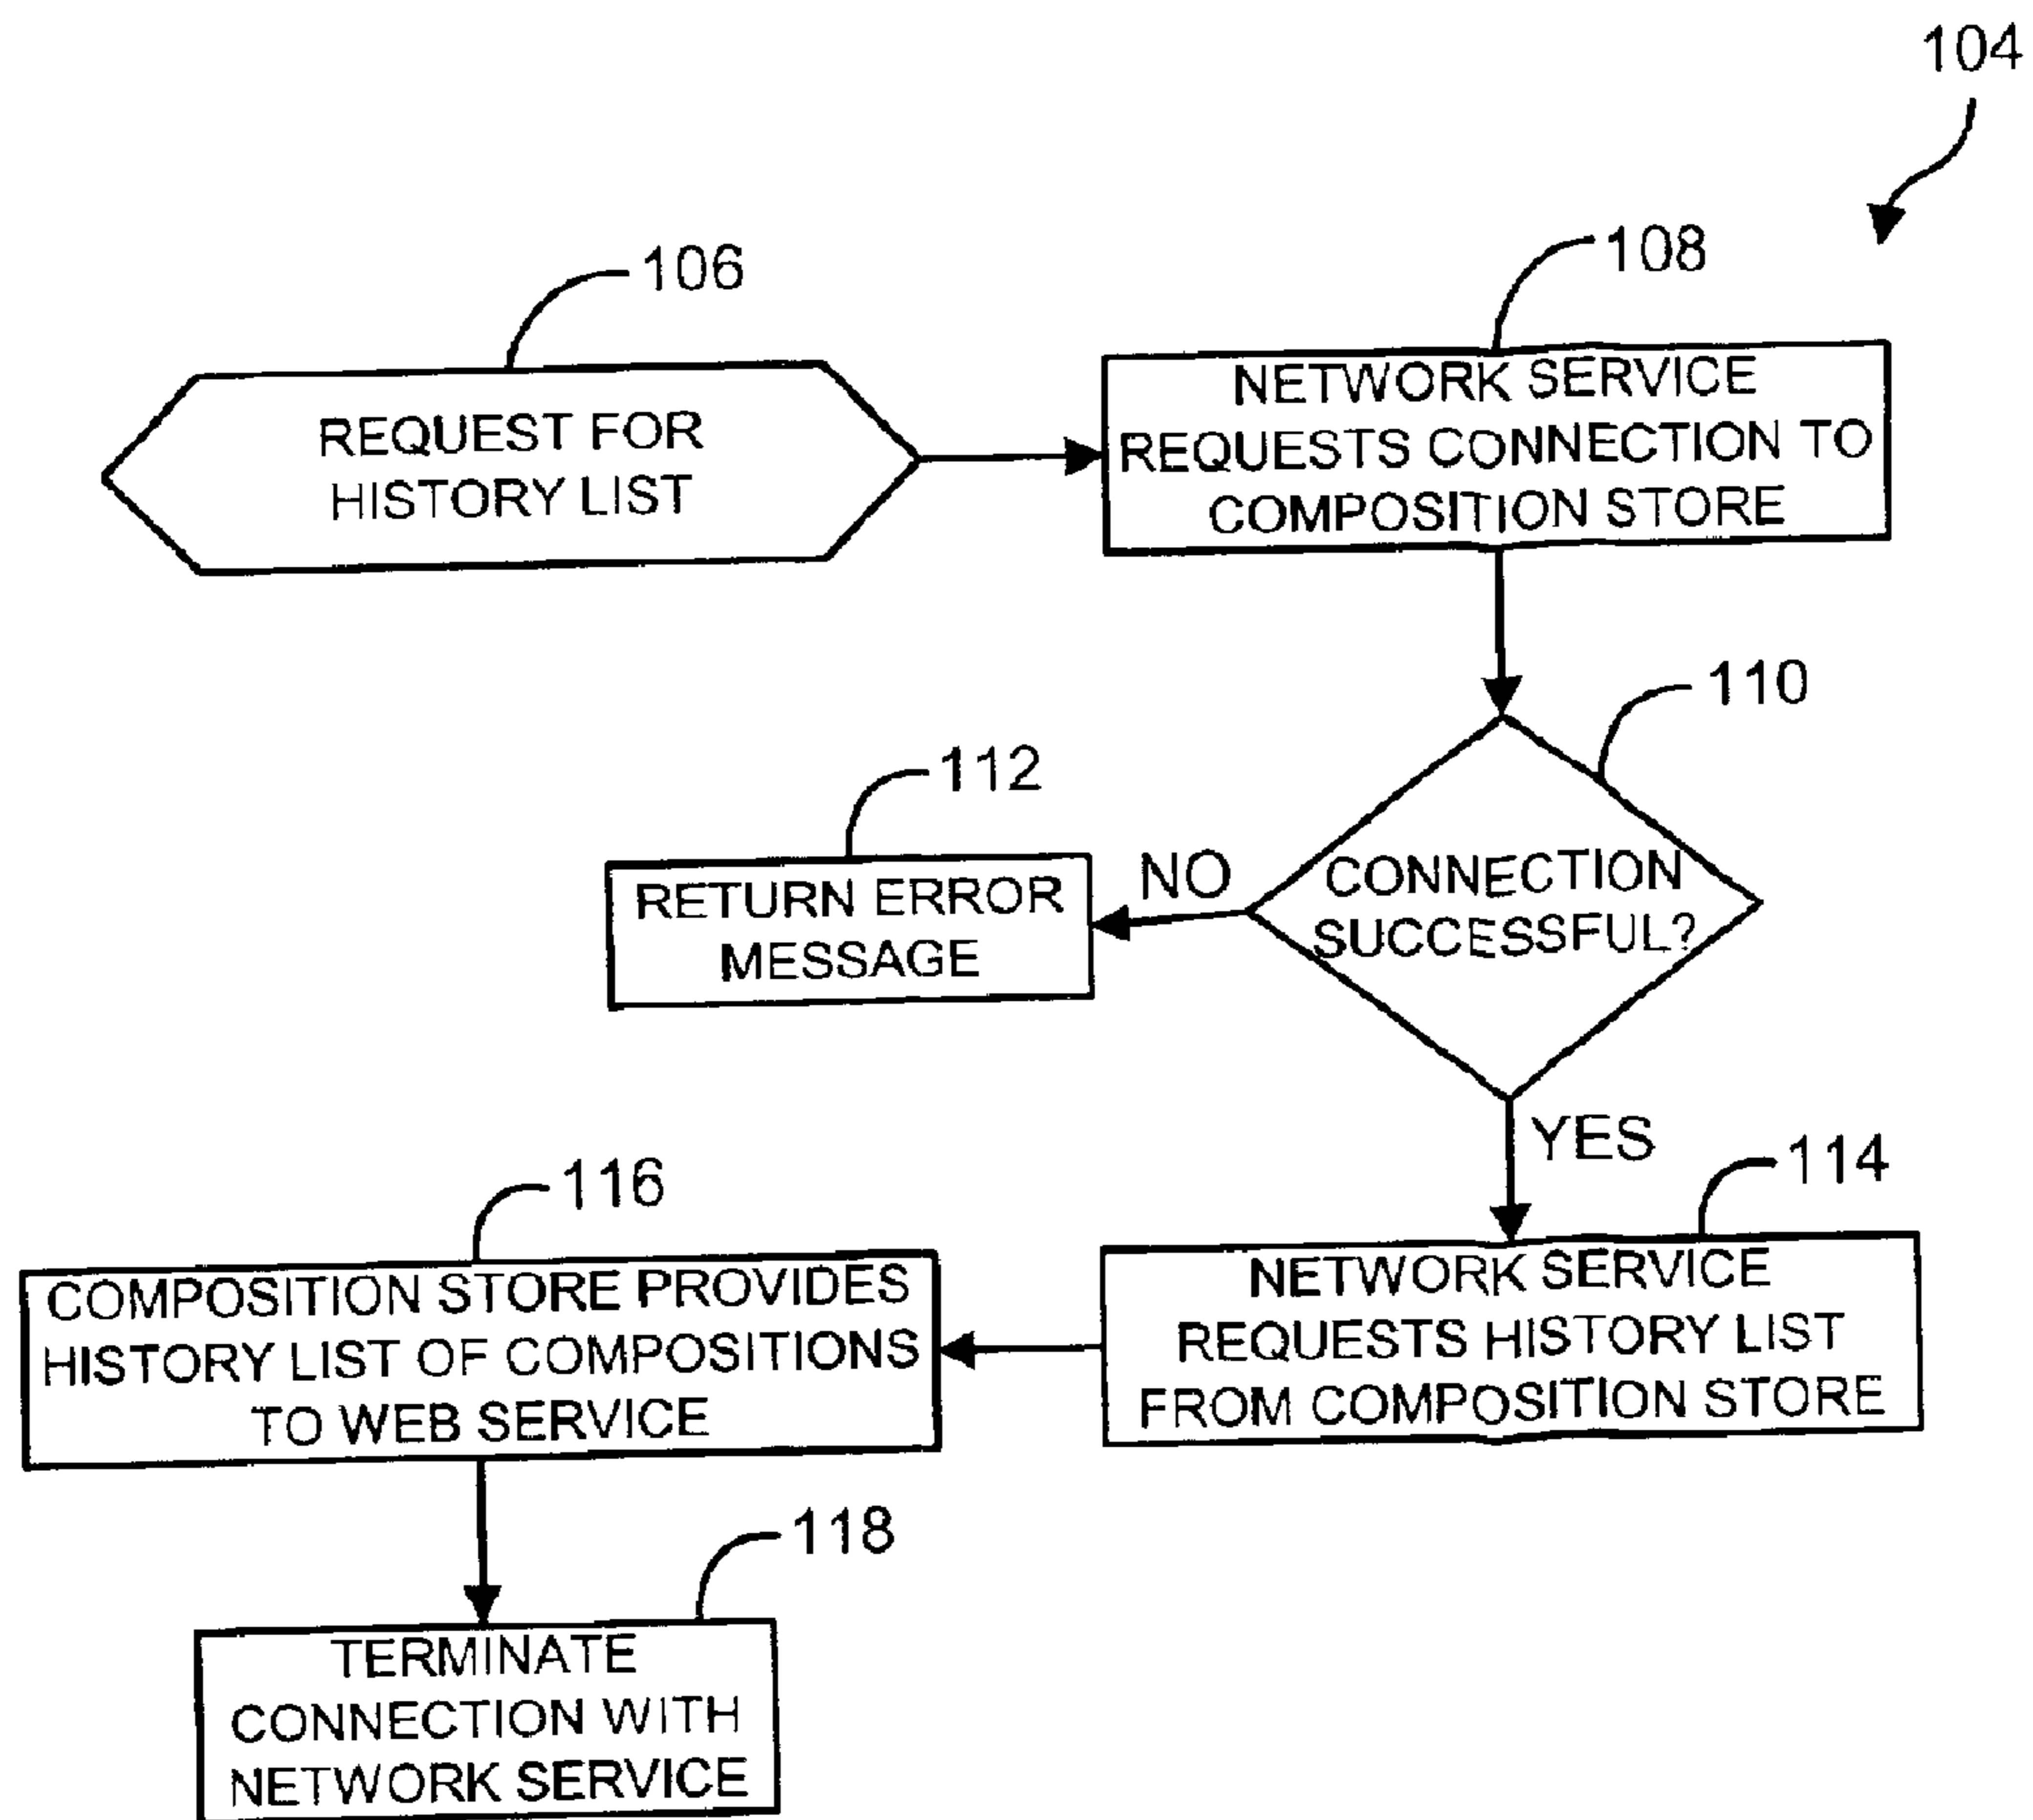 104
106
REQUEST FOR
HISTORY LIST
108
NETWORK SERVICE
REQUESTS CONNECTION TO
COMPOSITION STORE
110
CONNECTION
SUCCESSFUL?
NO
112
RETURN ERROR
MESSAGE
YES
114
NETWORK SERVICE
REQUESTS HISTORY LIST
FROM COMPOSITION STORE
116
COMPOSITION STORE PROVIDES
HISTORY LIST OF COMPOSITIONS
TO WEB SERVICE
118
TERMINATE
CONNECTION WITH
NETWORK SERVICE